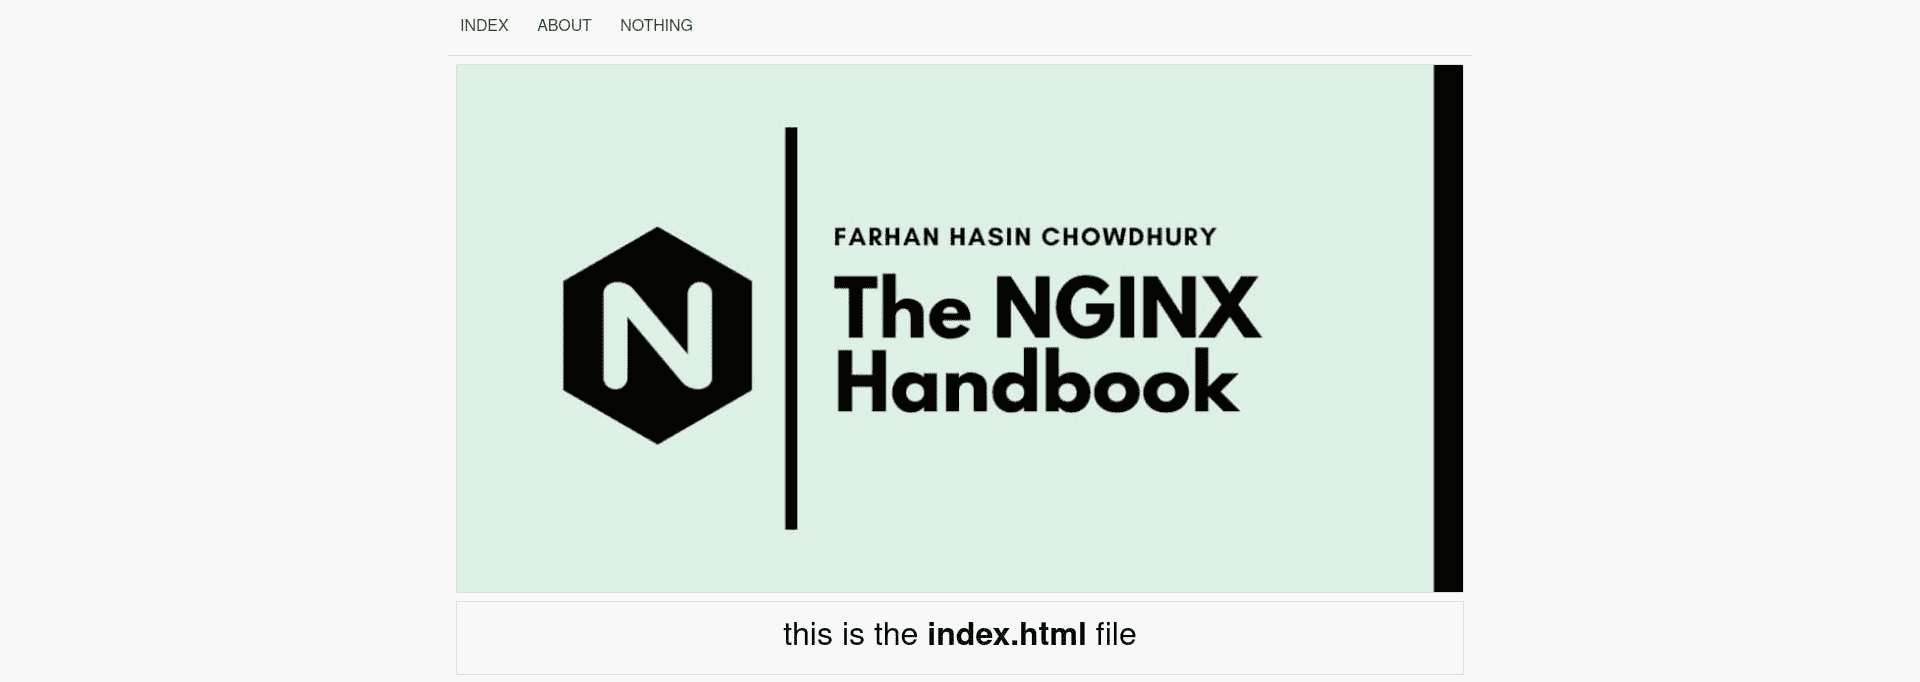 INDEX ABOUT NOTHING
FARHAN HASIN CHOWDHURY
The NGINX
Handbook
N
this is the index.html file